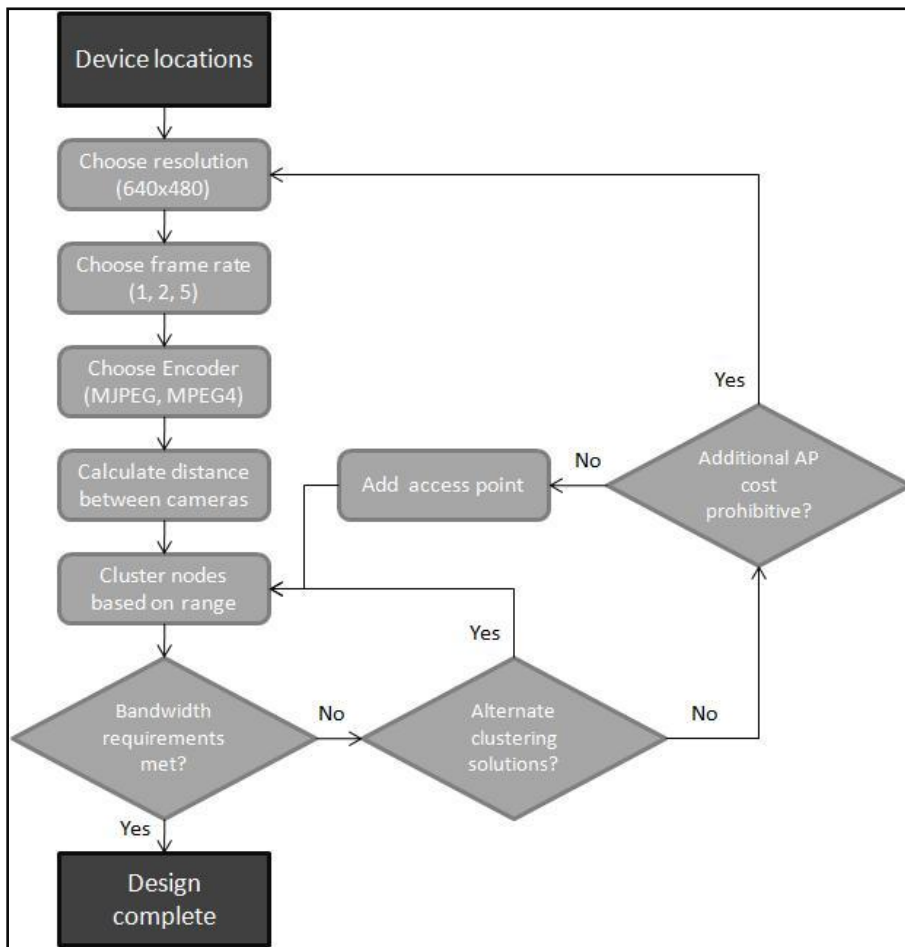 Device locations
Choose resolution
(640x480)
Choose frame rate
(1, 2, 5)
Choose Encoder
(MJPEG, MPEG4)
Calculate distance
between cameras
Cluster nodes
based on range
Bandwidth
requirements
met?
No
Yes
Design
complete
Alternate
clustering
solutions?
Yes
No
Additional AP
cost
prohibitive?
Yes
No
Add access point